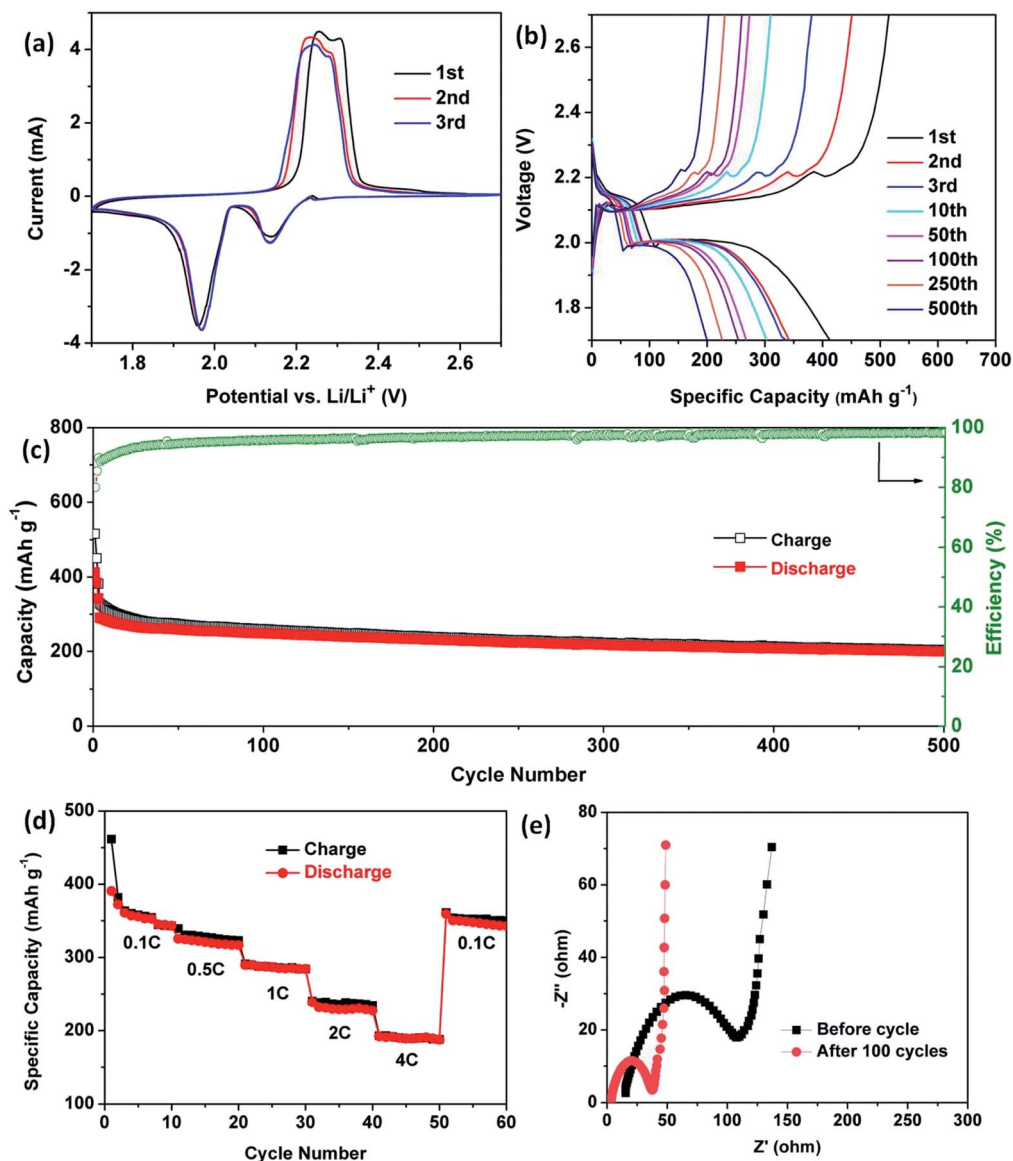 (a)
1st
2nd
3rd
Current (mA)
4
2
0
-2
-4
1.8 2.0 2.2 2.4 2.6
Potential vs. Li/Li⁺ (V)
(b)
1st
2nd
3rd
10th
50th
100th
250th
500th
Voltage (V)
2.6
2.4
2.2
2.0
1.8
0 100 200 300 400 500 600 700
Specific Capacity (mAh g⁻¹)
(c)
Capacity (mAh g⁻¹)
800
600
400
200
0
Charge
Discharge
100
80
60
40
20
0
Efficiency (%)
0 100 200 300 400 500
Cycle Number
(d)
Specific Capacity (mAh g⁻¹)
500
400
300
200
100
Charge
Discharge
0.1C
0.5C
1C
2C
4C
0.1C
0 10 20 30 40 50 60
Cycle Number
(e)
-Z'' (ohm)
80
60
40
20
0
Before cycle
After 100 cycles
0 50 100 150 200 250 300
Z' (ohm)